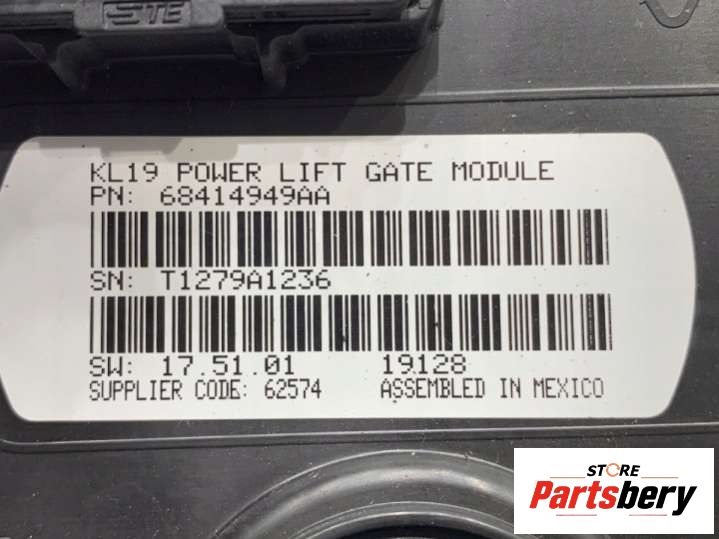 TE
KL19 POWER LIFT GATE MODULE
PN: 68414949AA
SN: T1279A1236
SW: 17.51.01 19128
SUPPLIER CODE: 62574 ASSEMBLED IN MEXICO
STORE
Partsbery